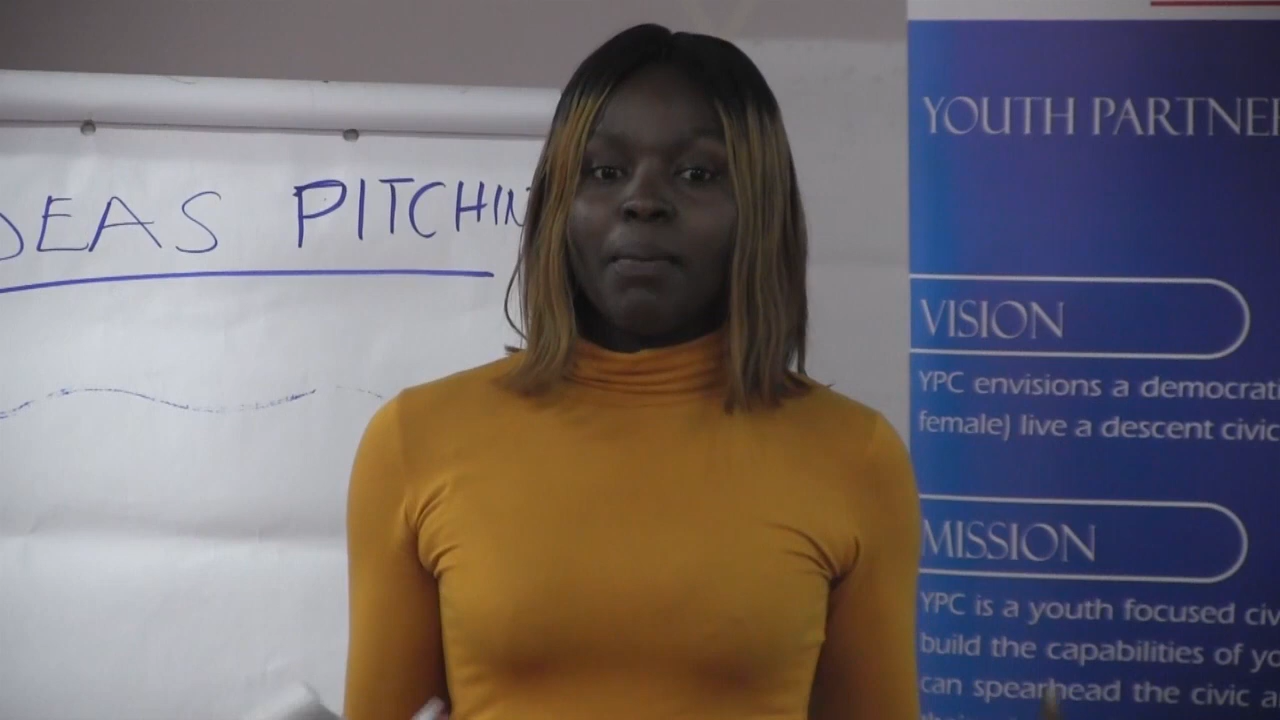 DEAS PITCHIN
YOUTH PARTNE
VISION
YPC envisions a democrati
female) live a descent civic
MISSION
YPC is a youth focused civ
build the capabilities of yo
can spearhead the civic a